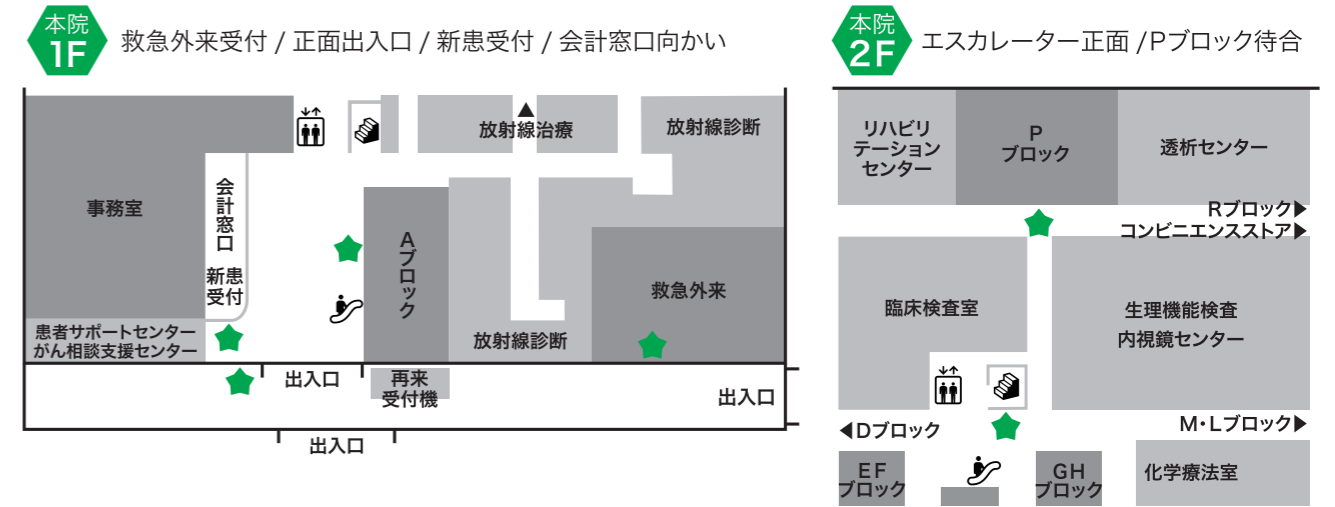 本院
1F
救急外来受付 / 正面出入口 / 新患受付 / 会計窓口向かい
放射線治療
放射線診断
事務室
会計窓口
新患
受付
Aブロック
救急外来
患者サポートセンター
がん相談支援センター
放射線診断
出入口
再来
受付機
出入口
出入口
本院
2F
エスカレーター正面 /Pブロック待合
リハビリ
テーション
センター
P
ブロック
透析センター
Rブロック▶
コンビニエンスストア▶
臨床検査室
生理機能検査
内視鏡センター
◀Dブロック
M・Lブロック▶
EF
ブロック
GH
ブロック
化学療法室